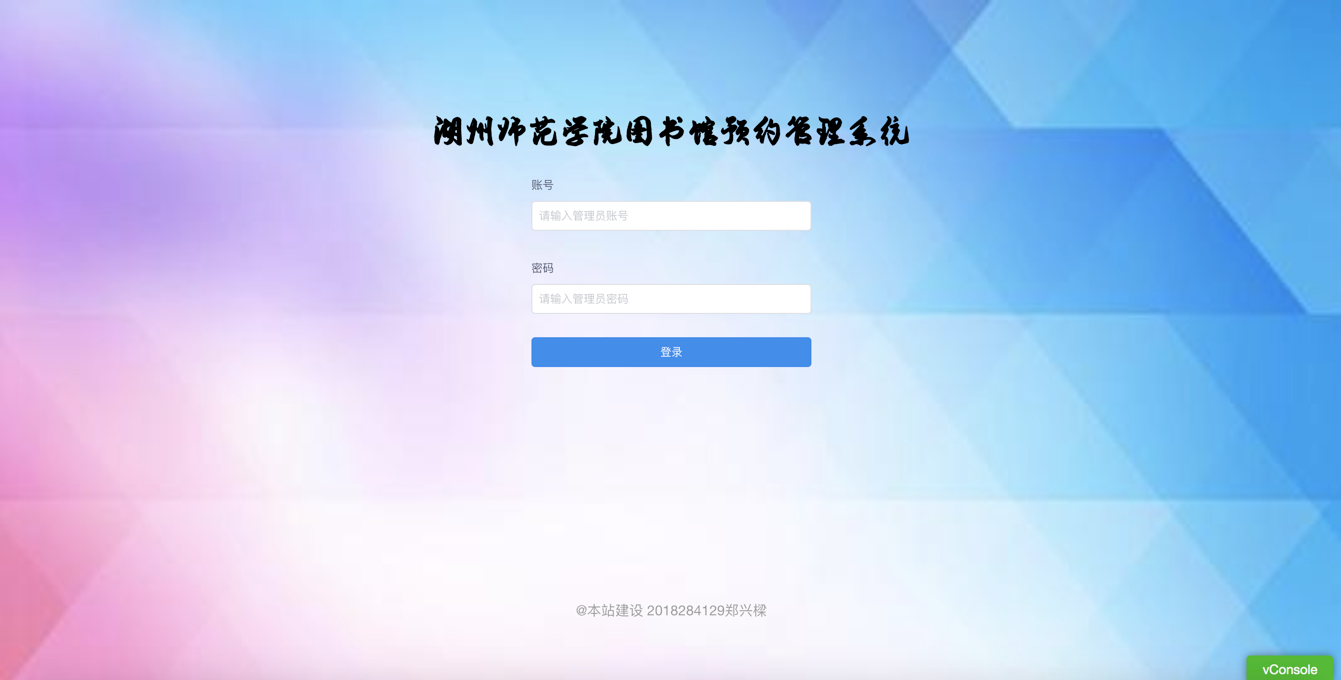 湖州师范学院图书馆预约管理系统
账号
请输入管理员账号
密码
请输入管理员密码
登录
@本站建设 2018284129郑兴樑
vConsole